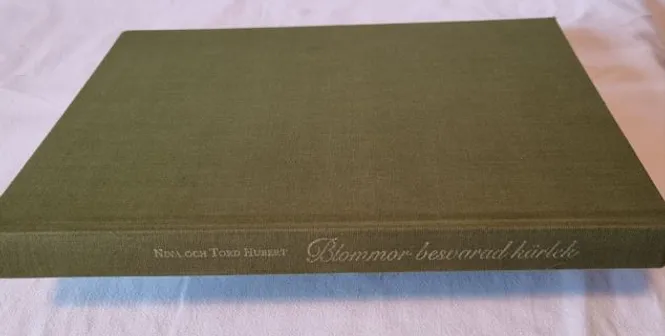 NINA OCH TORD HUBERT Blommor-besvarad kärlek